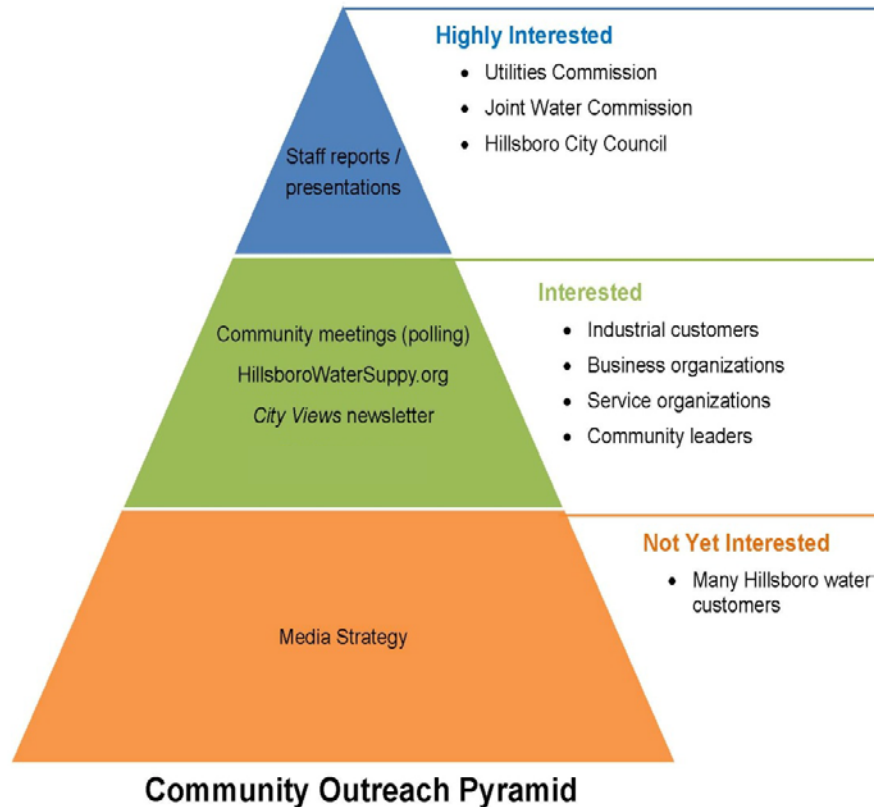 Highly Interested
• Utilities Commission
• Joint Water Commission
• Hillsboro City Council
Staff reports /
presentations
Interested
• Industrial customers
• Business organizations
• Service organizations
• Community leaders
Community meetings (polling)
HillsboroWaterSuppy.org
City Views newsletter
Not Yet Interested
• Many Hillsboro water
customers
Media Strategy
Community Outreach Pyramid